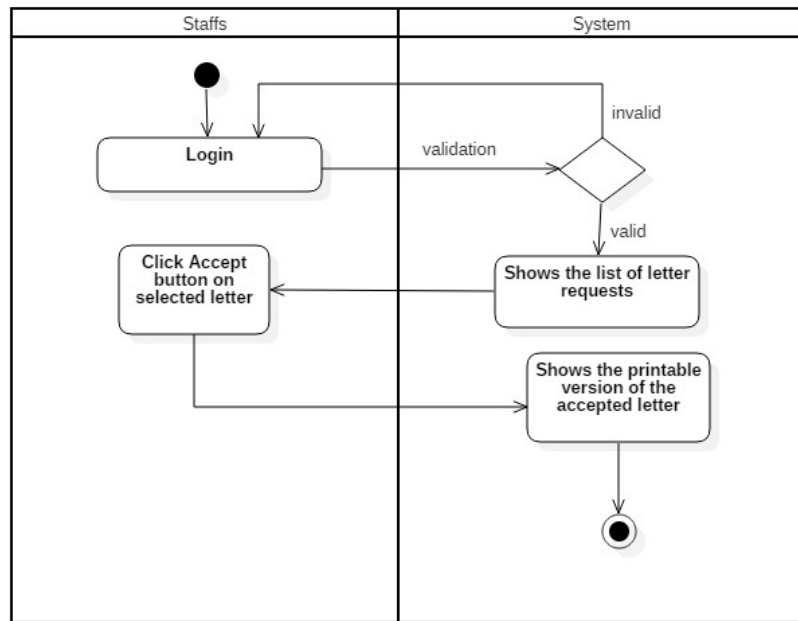 Staffs
System
invalid
Login
validation
valid
Click Accept
button on
selected letter
Shows the list of letter
requests
Shows the printable
version of the
accepted letter